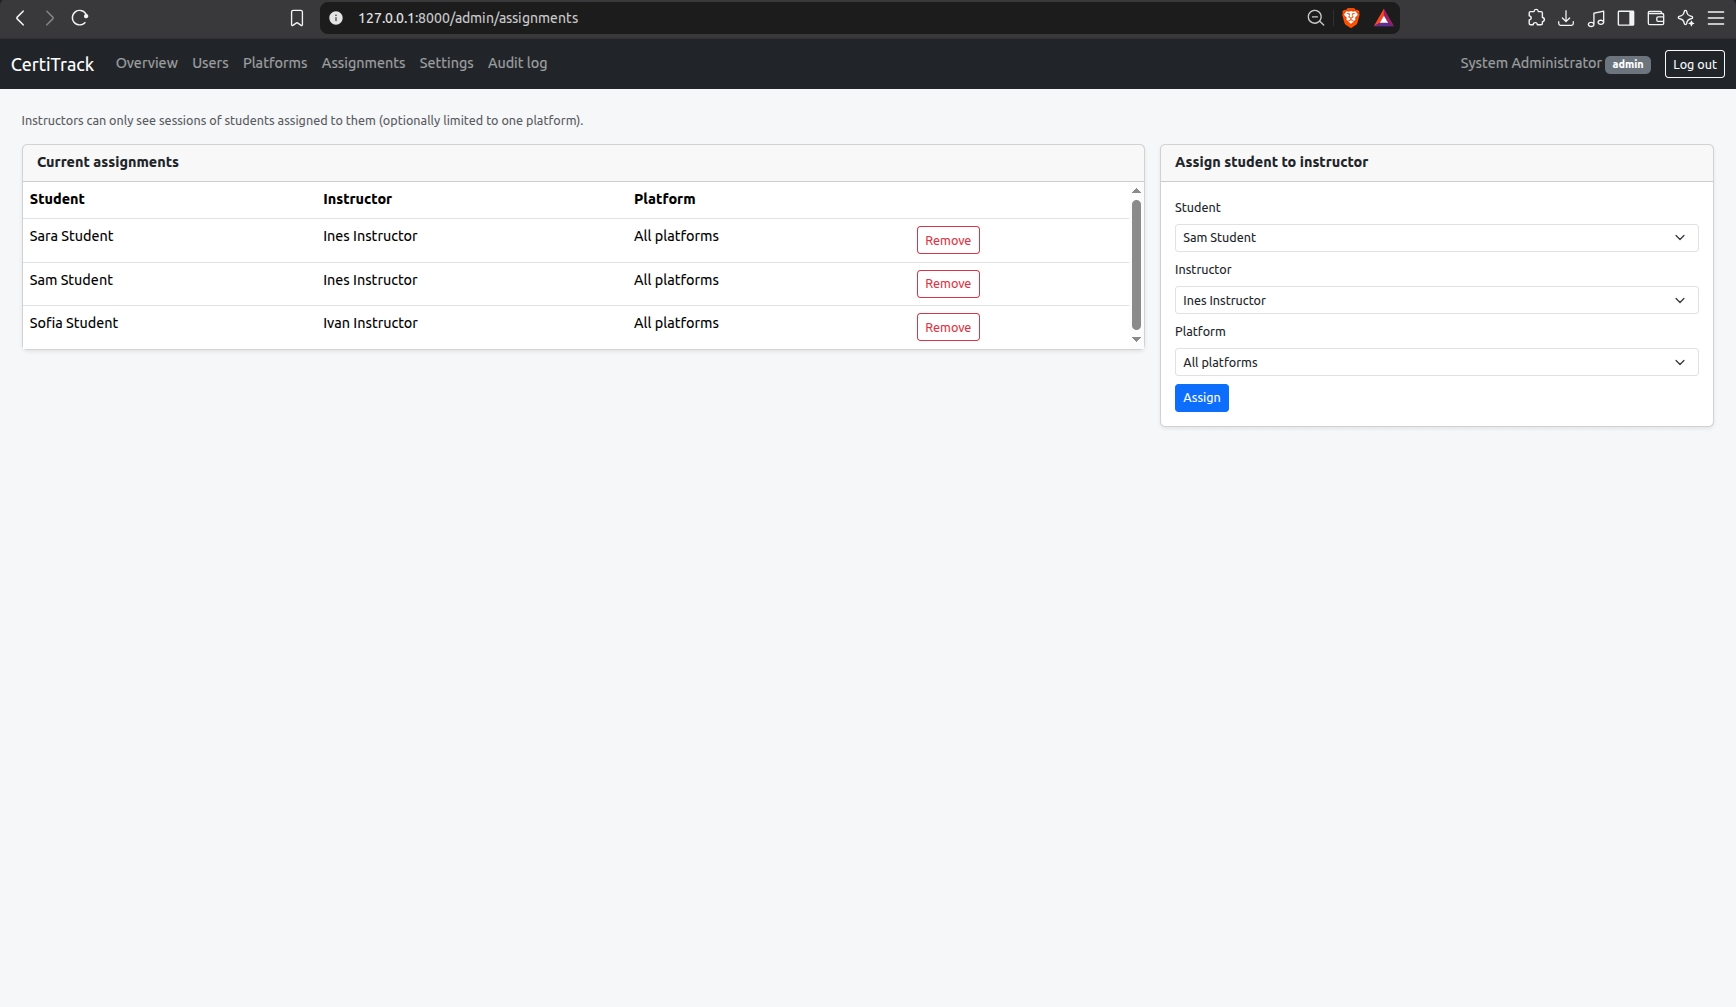 127.0.0.1:8000/admin/assignments
CertiTrack Overview Users Platforms Assignments Settings Audit log System Administrator admin Log out
Instructors can only see sessions of students assigned to them (optionally limited to one platform).
Current assignments
Student Instructor Platform
Sara Student Ines Instructor All platforms Remove
Sam Student Ines Instructor All platforms Remove
Sofia Student Ivan Instructor All platforms Remove
Assign student to instructor
Student
Sam Student
Instructor
Ines Instructor
Platform
All platforms
Assign